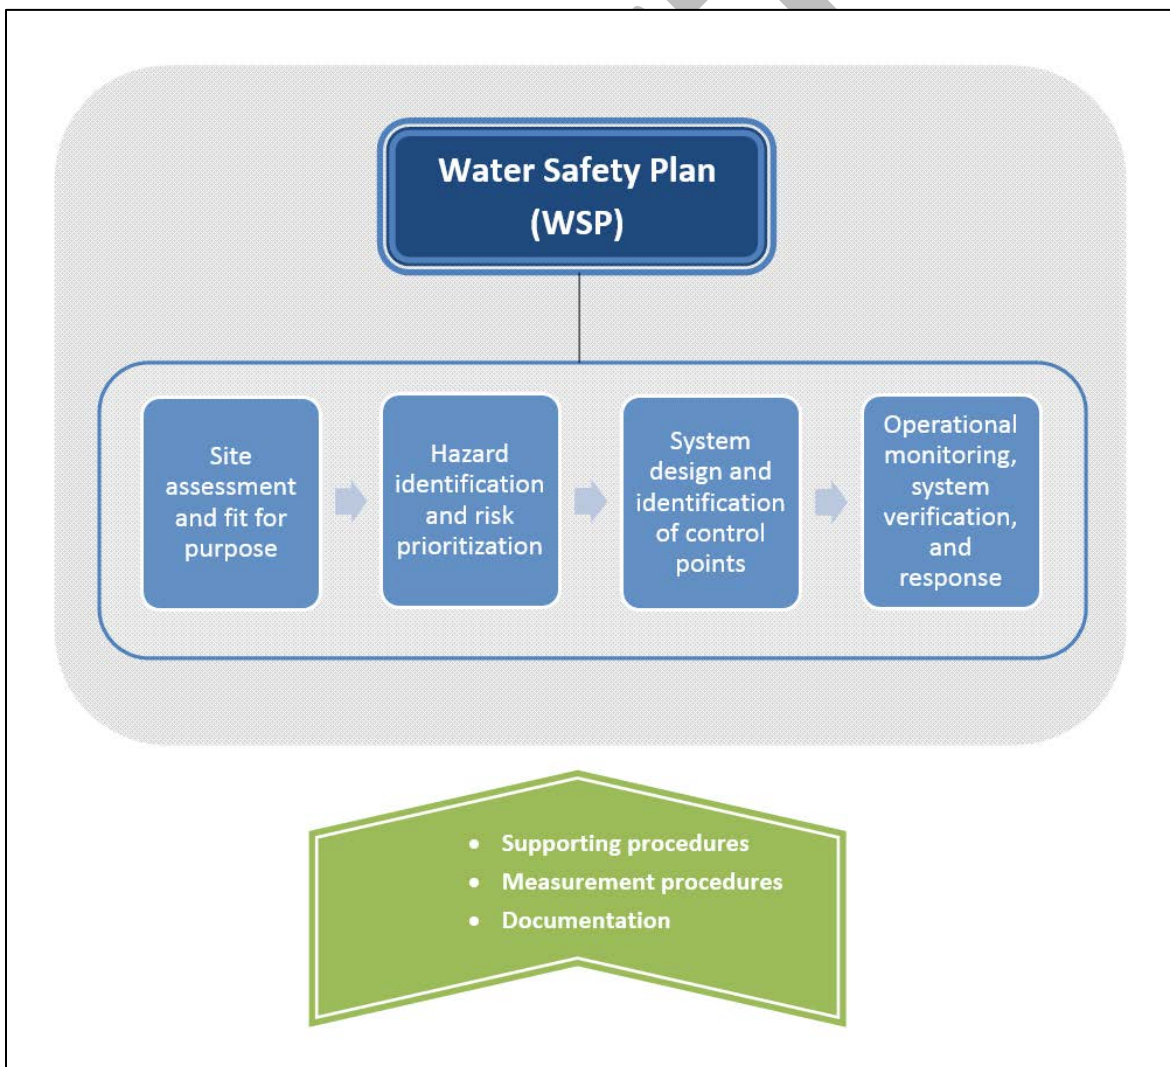 Water Safety Plan
(WSP)
Site
assessment
and fit for
purpose
Hazard
identification
and risk
prioritization
System
design and
identification
of control
points
Operational
monitoring,
system
verification,
and
response
• Supporting procedures
• Measurement procedures
• Documentation